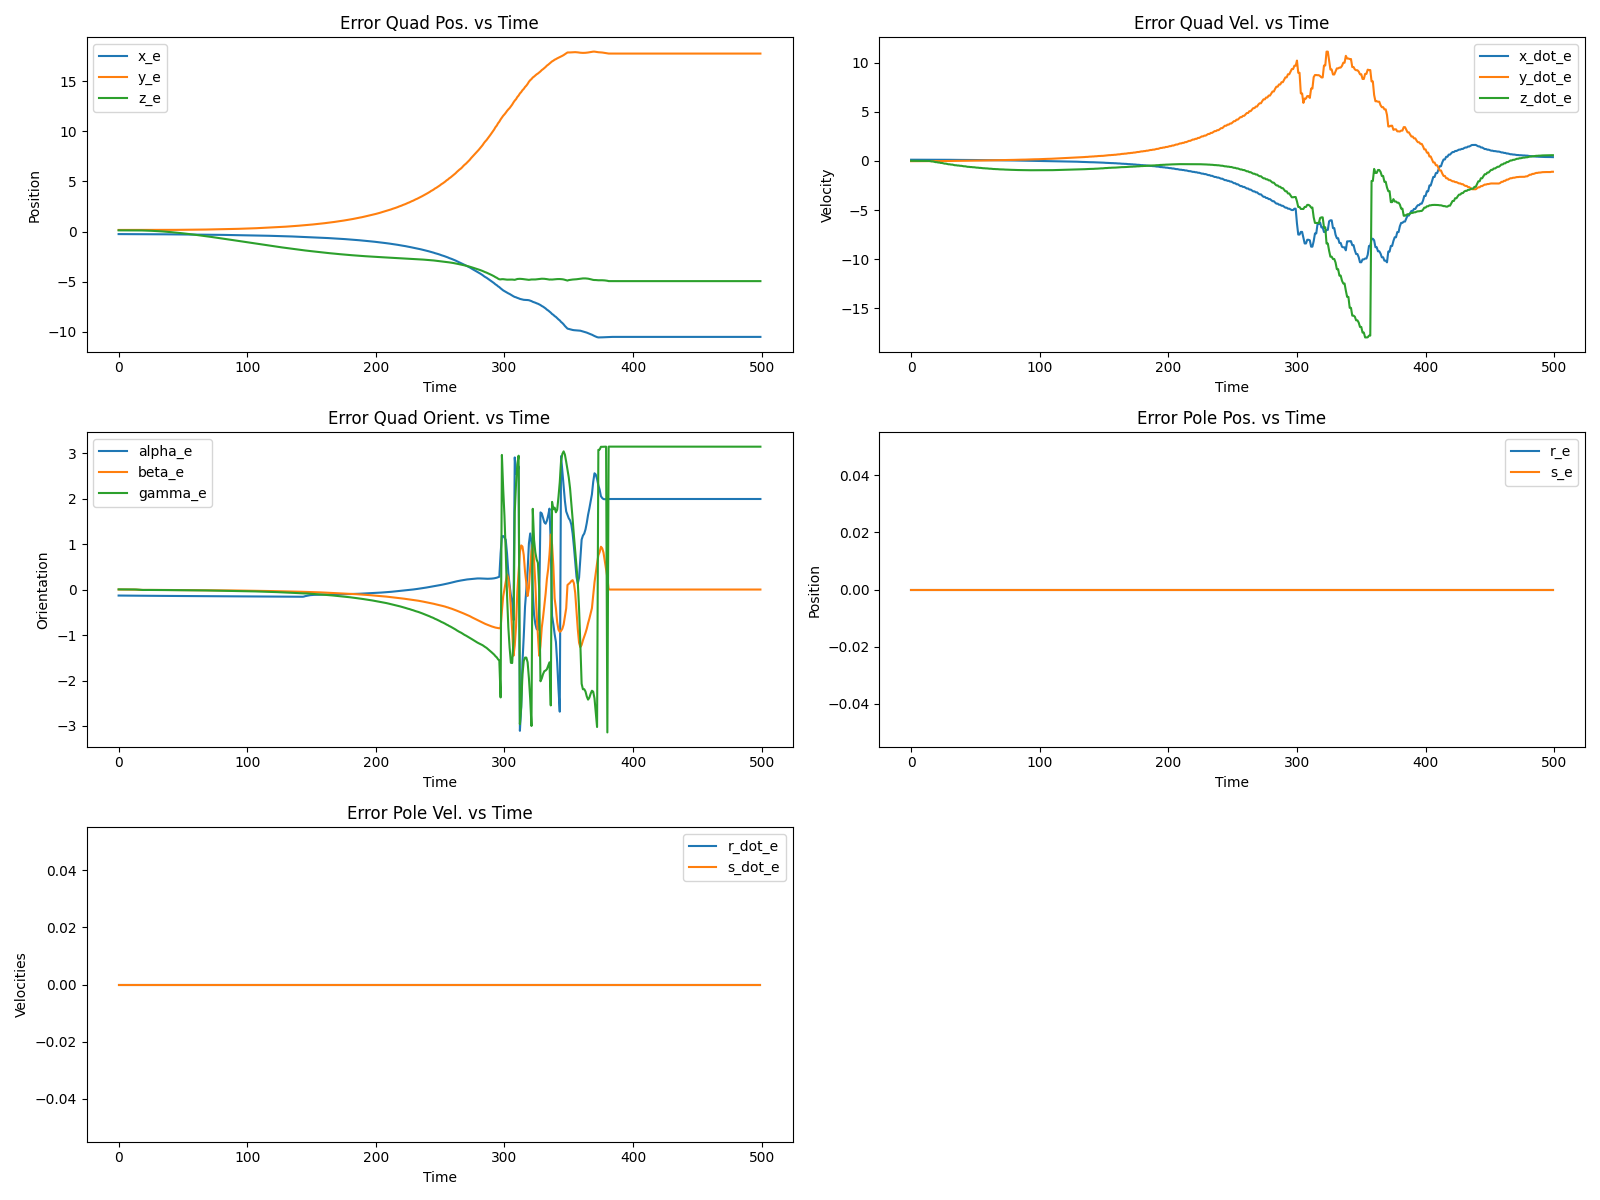 Error Quad Pos. vs Time
Position
15
10
5
0
−5
−10
x_e
y_e
z_e
0 100 200 300 400 500
Time
Error Quad Vel. vs Time
Velocity
10
5
0
−5
−10
−15
x_dot_e
y_dot_e
z_dot_e
0 100 200 300 400 500
Time
Error Quad Orient. vs Time
Orientation
3
2
1
0
−1
−2
−3
alpha_e
beta_e
gamma_e
0 100 200 300 400 500
Time
Error Pole Pos. vs Time
Position
0.04
0.02
0.00
−0.02
−0.04
r_e
s_e
0 100 200 300 400 500
Time
Error Pole Vel. vs Time
Velocities
0.04
0.02
0.00
−0.02
−0.04
r_dot_e
s_dot_e
0 100 200 300 400 500
Time